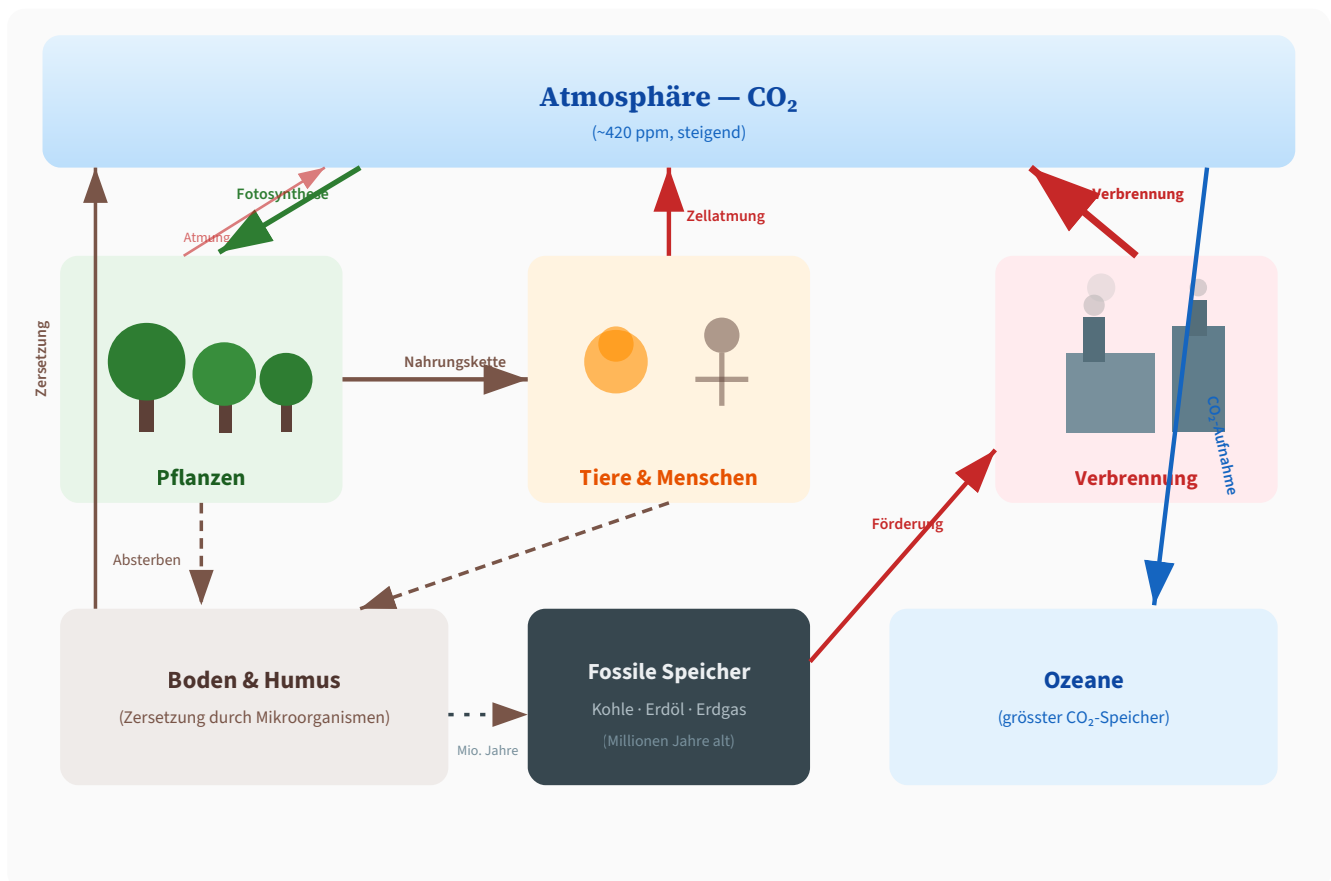 Atmosphäre — CO₂
(~420 ppm, steigend)
Fotosynthese
Verbrennung
Zellatmung
Atmung
Zersetzung
Nahrungskette
CO₂-Aufnahme
Pflanzen
Tiere & Menschen
Verbrennung
Förderung
Absterben
Boden & Humus
(Zersetzung durch Mikroorganismen)
Mio. Jahre
Fossile Speicher
Kohle · Erdöl · Erdgas
(Millionen Jahre alt)
Ozeane
(grösster CO₂-Speicher)